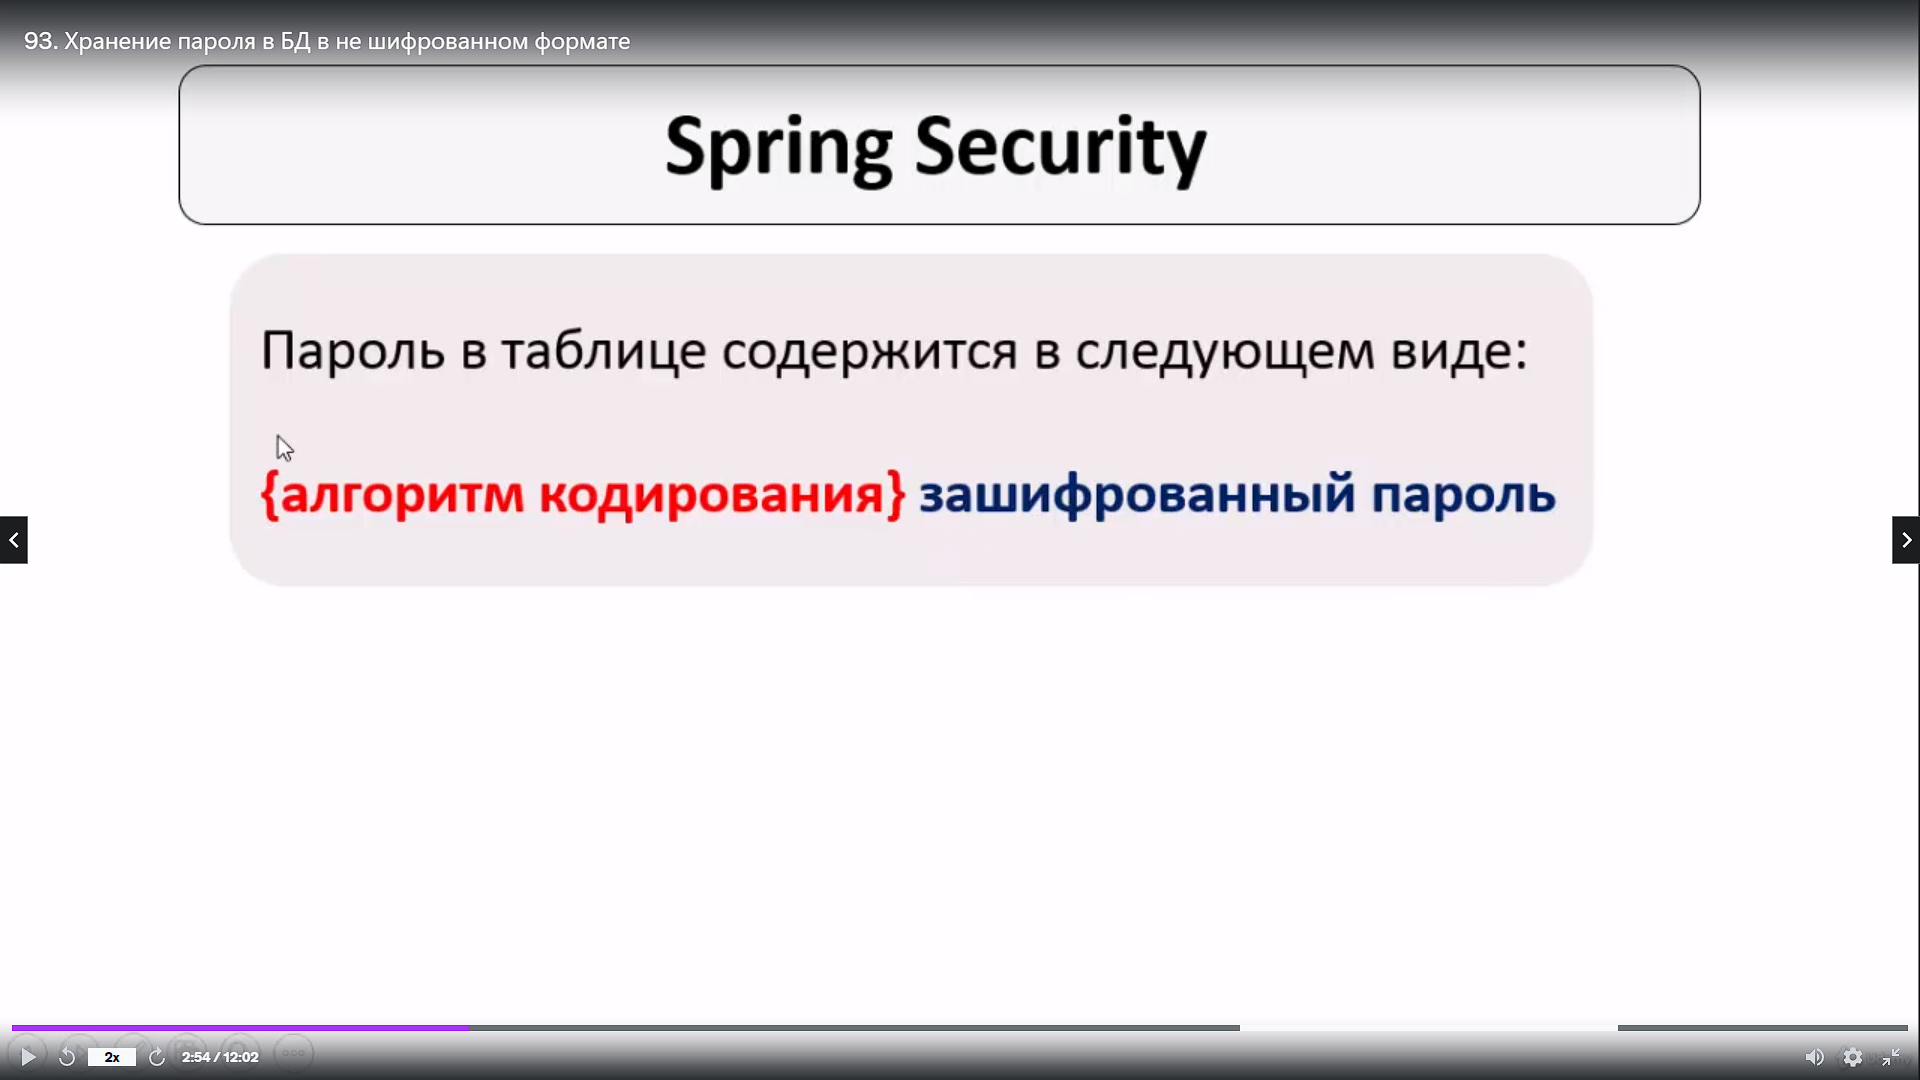 93. Хранение пароля в БД в не шифрованном формате
Spring Security
Пароль в таблице содержится в следующем виде:
{алгоритм кодирования} зашифрованный пароль
2x
2:54 / 12:02